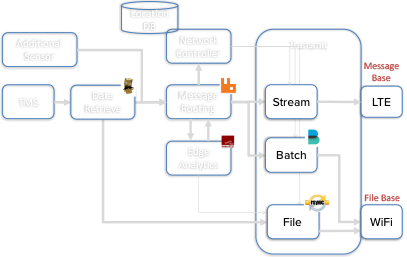 Location
DB
Additional
Sensor
Network
Controller
Transmit
Message
Base
TMS
Data
Retrieve
Message
Routing
Stream
LTE
Edge
Analytics
Batch
File Base
File
WiFi